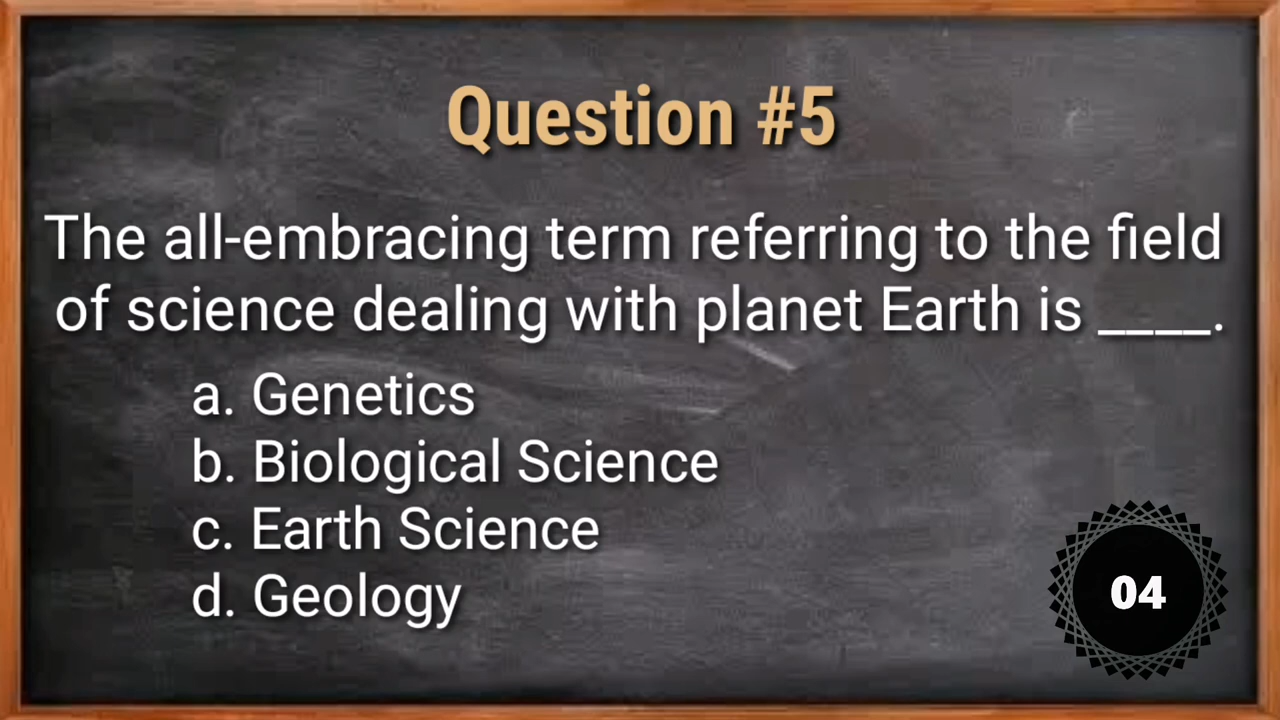 Question #5
The all-embracing term referring to the field
of science dealing with planet Earth is ____.
a. Genetics
b. Biological Science
c. Earth Science
d. Geology
04